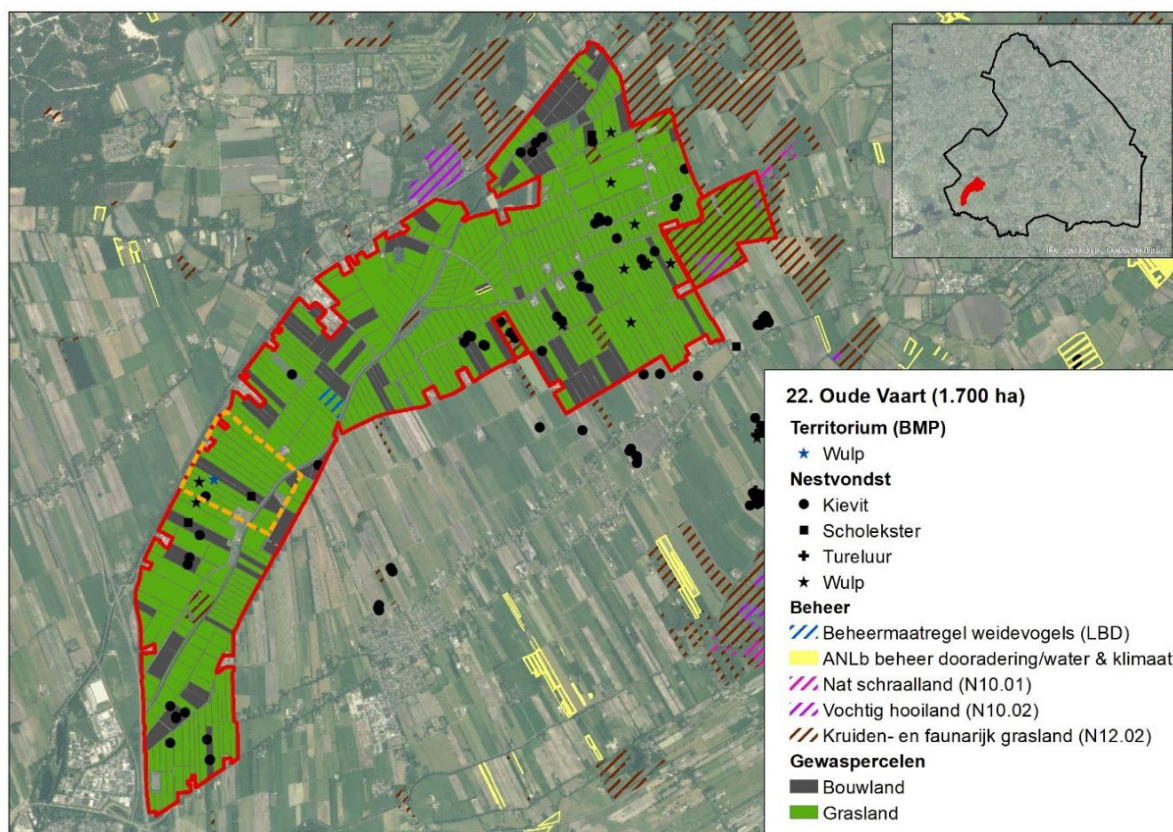 22. Oude Vaart (1.700 ha)
Territorium (BMP)
Wulp
Nestvondst
Kievit
Scholekster
Tureluur
Wulp
Beheer
Beheermaatregel weidevogels (LBD)
ANLb beheer dooradering/water & klimaat
Nat schraalland (N10.01)
Vochtig hooiland (N10.02)
Kruiden- en faunarijk grasland (N12.02)
Gewaspercelen
Bouwland
Grasland